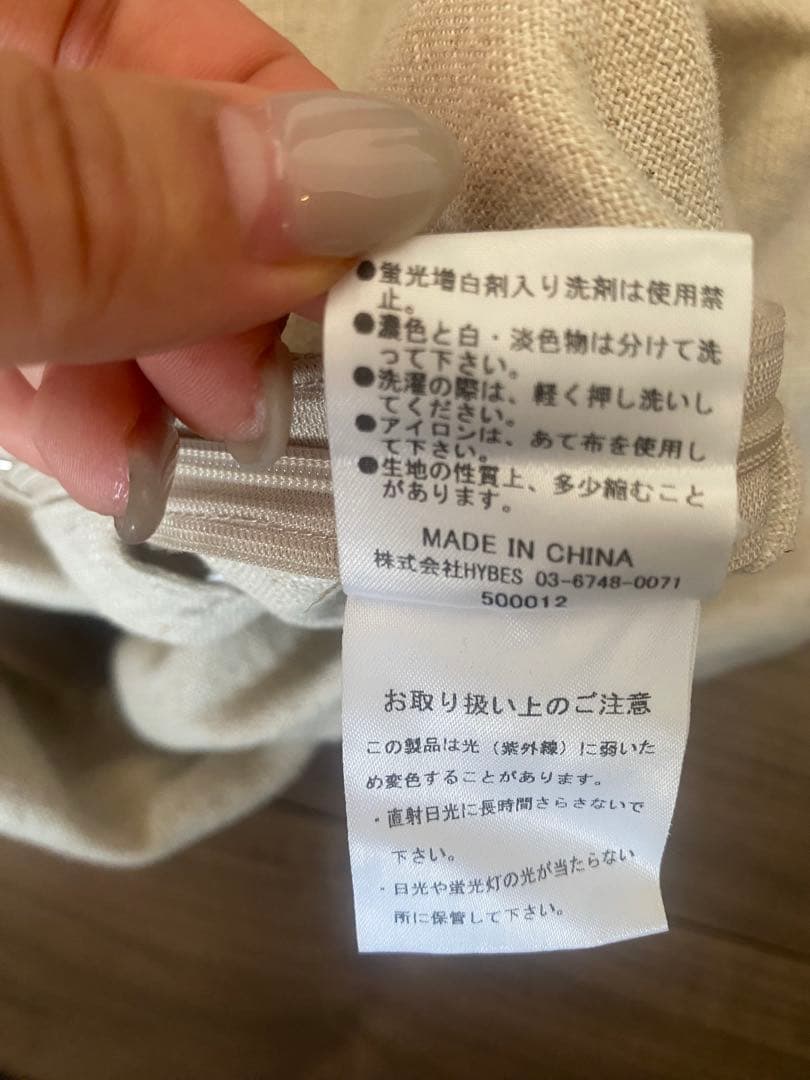 ●蛍光増白剤入り洗剤は使用禁
止。
●濃色と白・淡色物は分けて洗
って下さい。
●洗濯の際は、軽く押し洗いし
てください。
●アイロンは、あて布を使用し
て下さい。
●生地の性質上、多少縮むこと
があります。
MADE IN CHINA
株式会社HYBES 03-6748-0071
500012
お取り扱い上のご注意
この製品は光（紫外線）に弱いた
め変色することがあります。
・直射日光に長時間さらさないで
下さい。
・日光や蛍光灯の光が当たらない
所に保管して下さい。